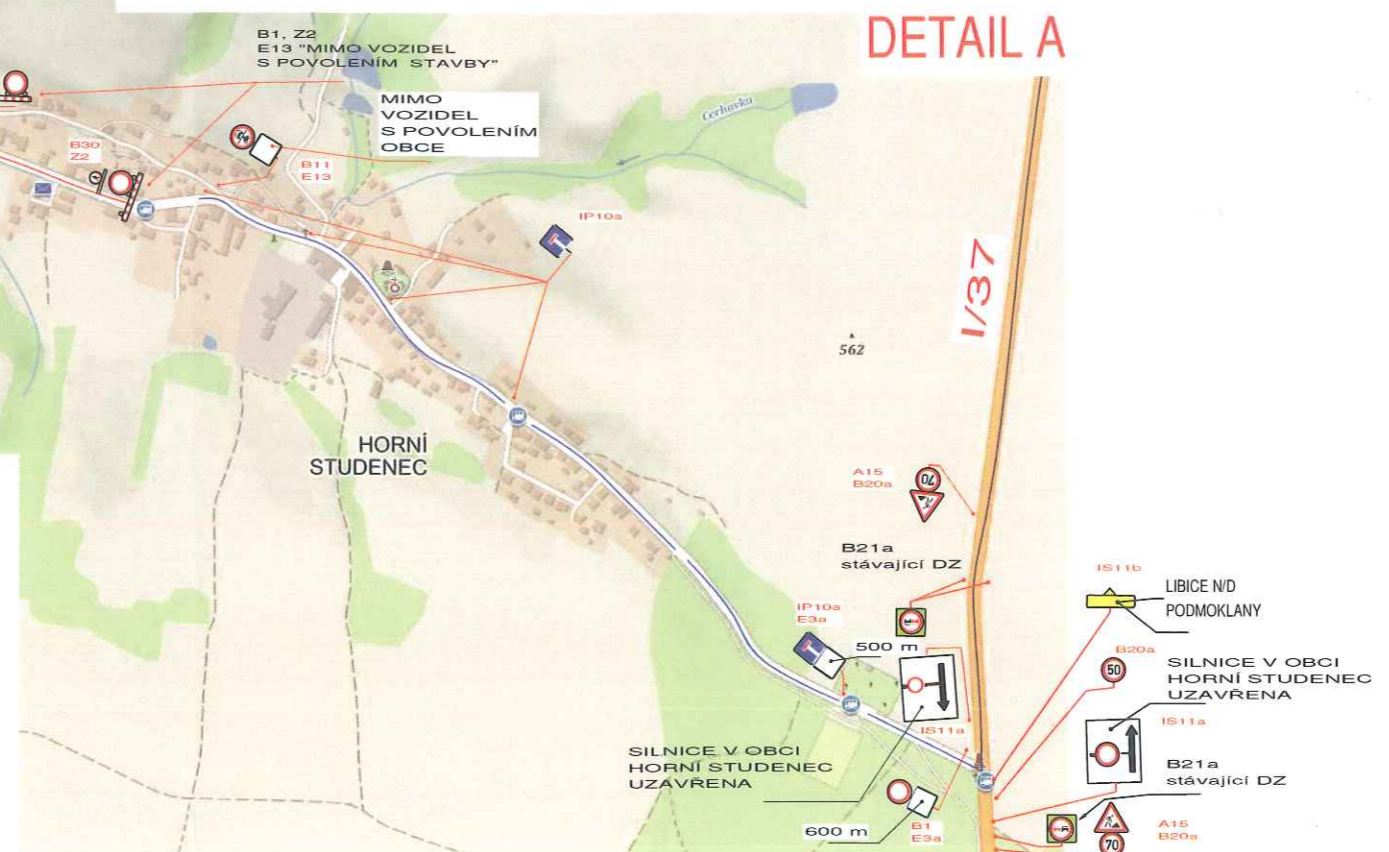 DETAIL A
B1, Z2
E13 "MIMO VOZIDEL
S POVOLENÍM STAVBY"
MIMO
VOZIDEL
S POVOLENÍM
OBCE
Cerhovka
B30
Z2
B11
E13
IP10a
I/37
562
HORNÍ
STUDENEC
A15
B20a
70
B21a
stávající DZ
IS11b
LIBICE N/D
PODMOKLANY
IP10a
E3a
500 m
B20a
50
SILNICE V OBCI
HORNÍ STUDENEC
UZAVŘENA
IS11a
IS11a
SILNICE V OBCI
HORNÍ STUDENEC
UZAVŘENA
B21a
stávající DZ
600 m
B1
E3a
A15
B20a
70